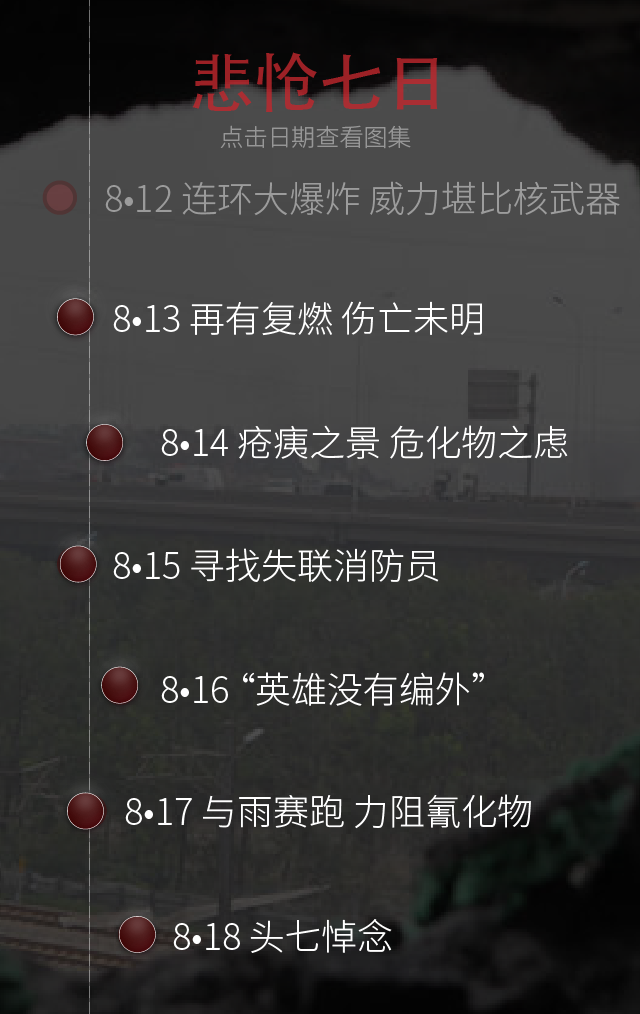 悲怆七日
点击日期查看图集
8•12 连环大爆炸 威力堪比核武器
8•13 再有复燃 伤亡未明
8•14 疮痍之景 危化物之虑
8•15 寻找失联消防员
8•16 “英雄没有编外”
8•17 与雨赛跑 力阻氰化物
8•18 头七悼念